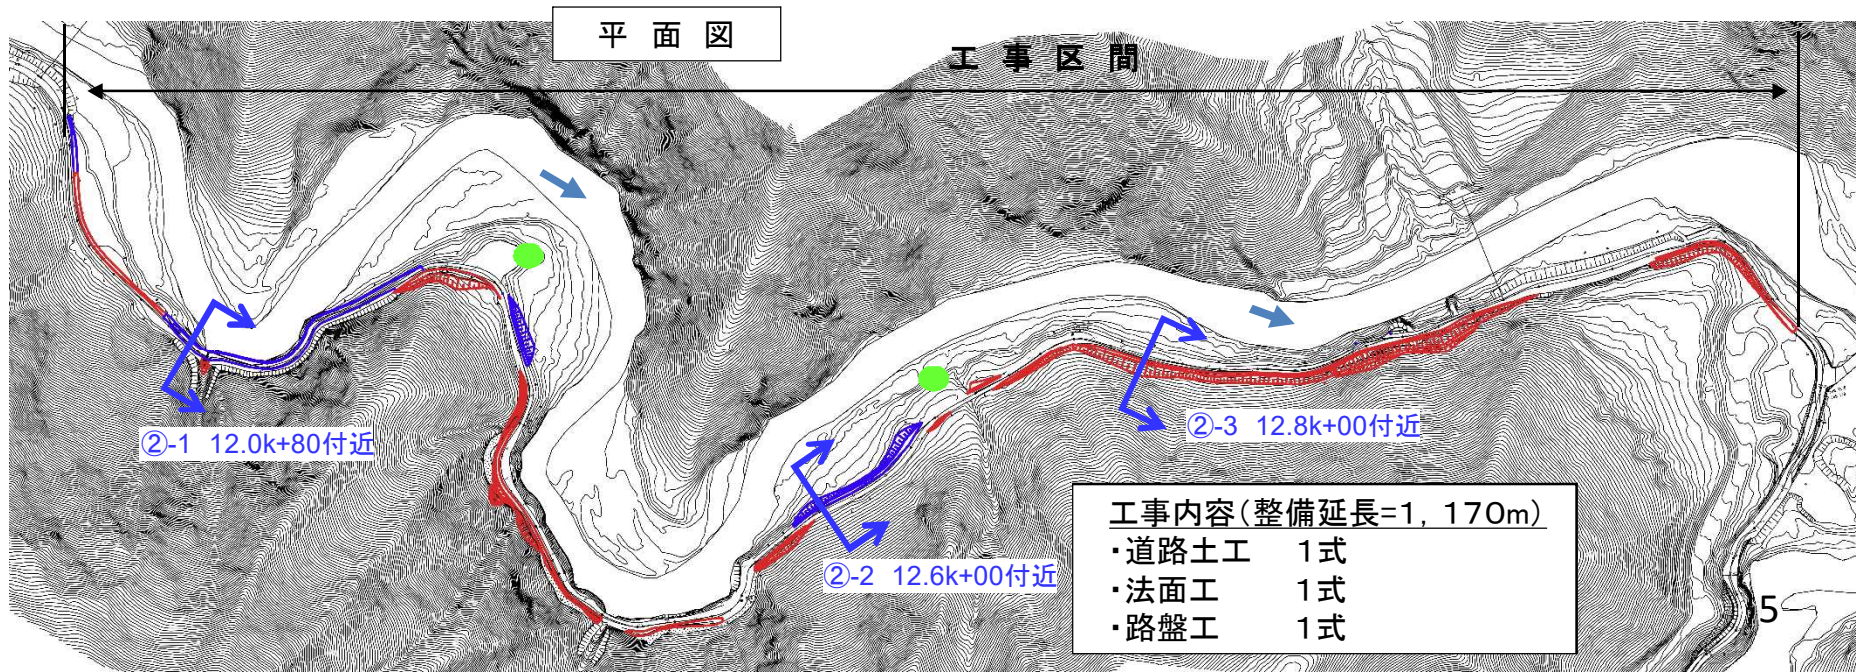 平 面 図
工 事 区 間
②-1 12.0k+80付近
②-2 12.6k+00付近
②-3 12.8k+00付近
工事内容(整備延長=1,170m)
・道路土工 1式
・法面工 1式
・路盤工 1式
5